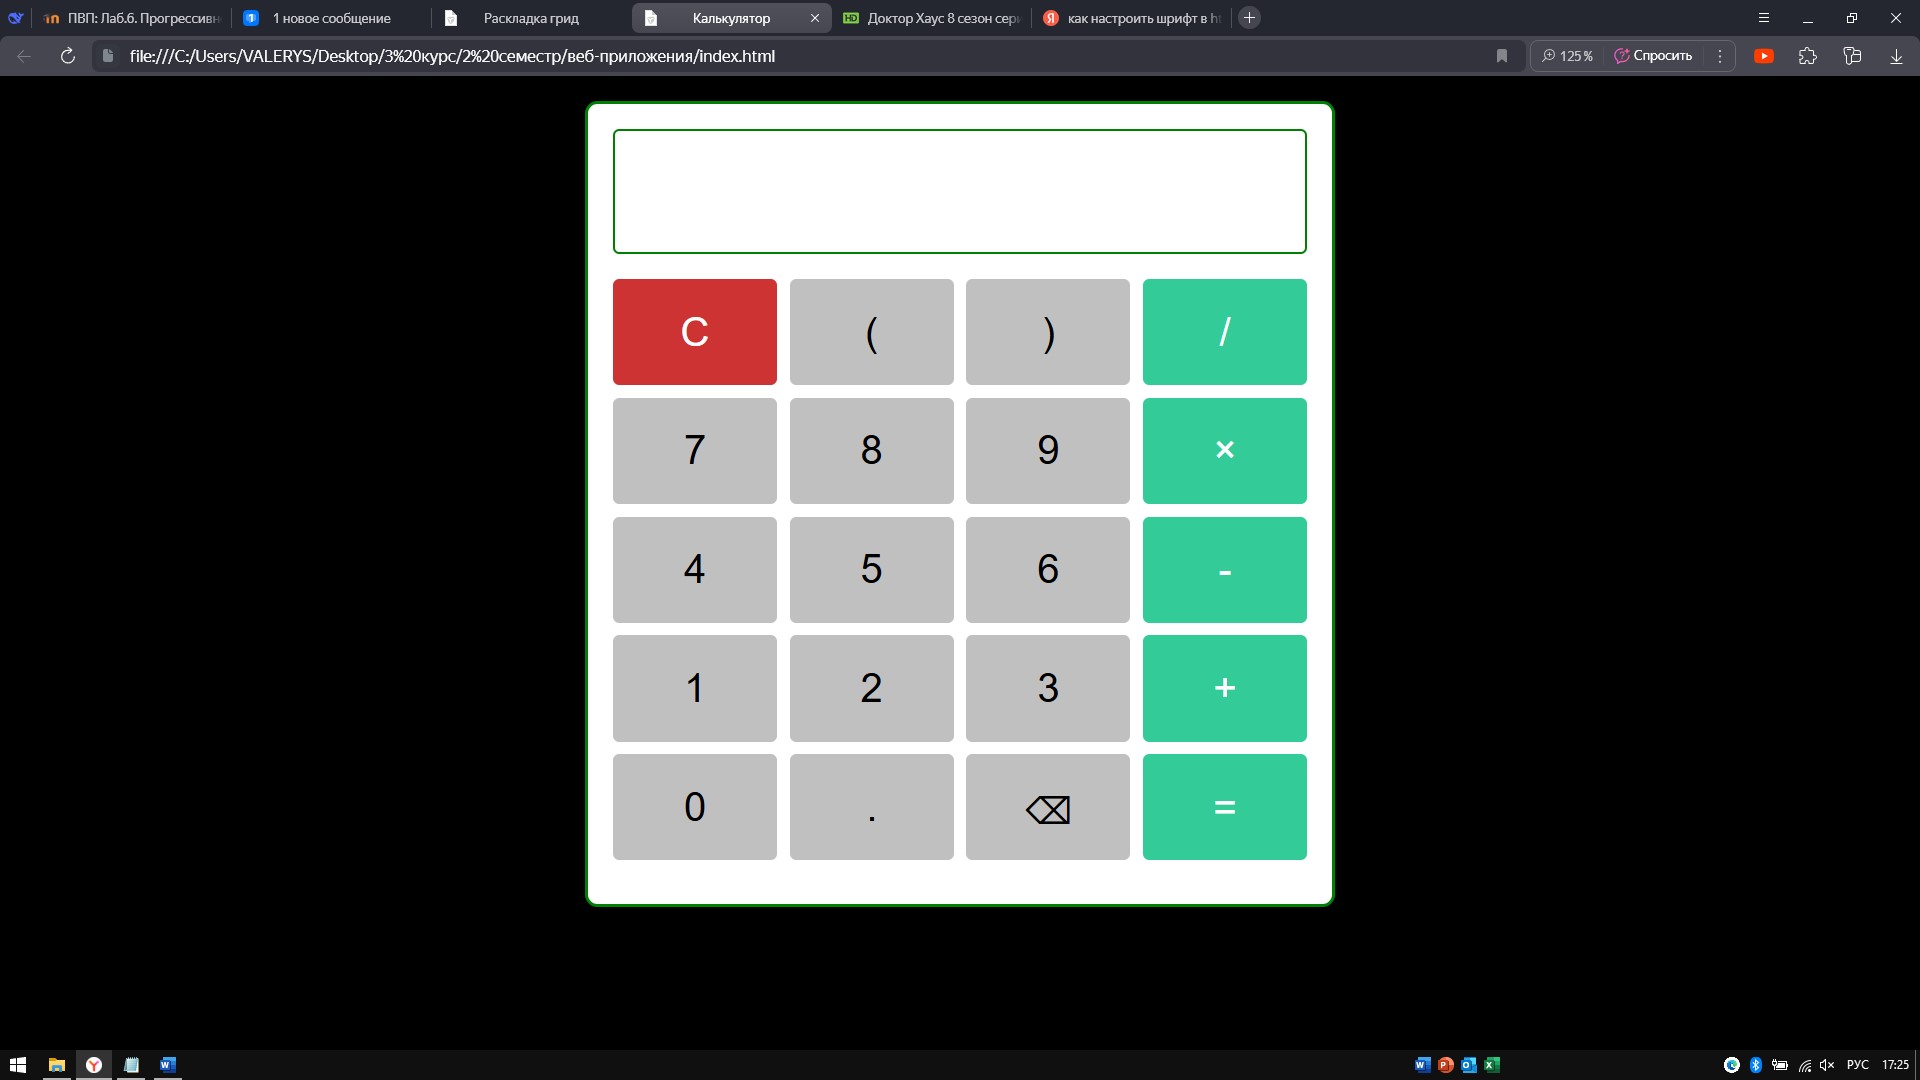 ПВП: Лаб.6. Прогрессивн
1 новое сообщение
Раскладка грид
Калькулятор
Доктор Хаус 8 сезон сери
как настроить шрифт в ht
file:///C:/Users/VALERYS/Desktop/3%20курс/2%20семестр/веб-приложения/index.html
125 %
Спросить
C ( ) /
7 8 9 ×
4 5 6 -
1 2 3 +
0 . ⌫ =
РУС
17:25